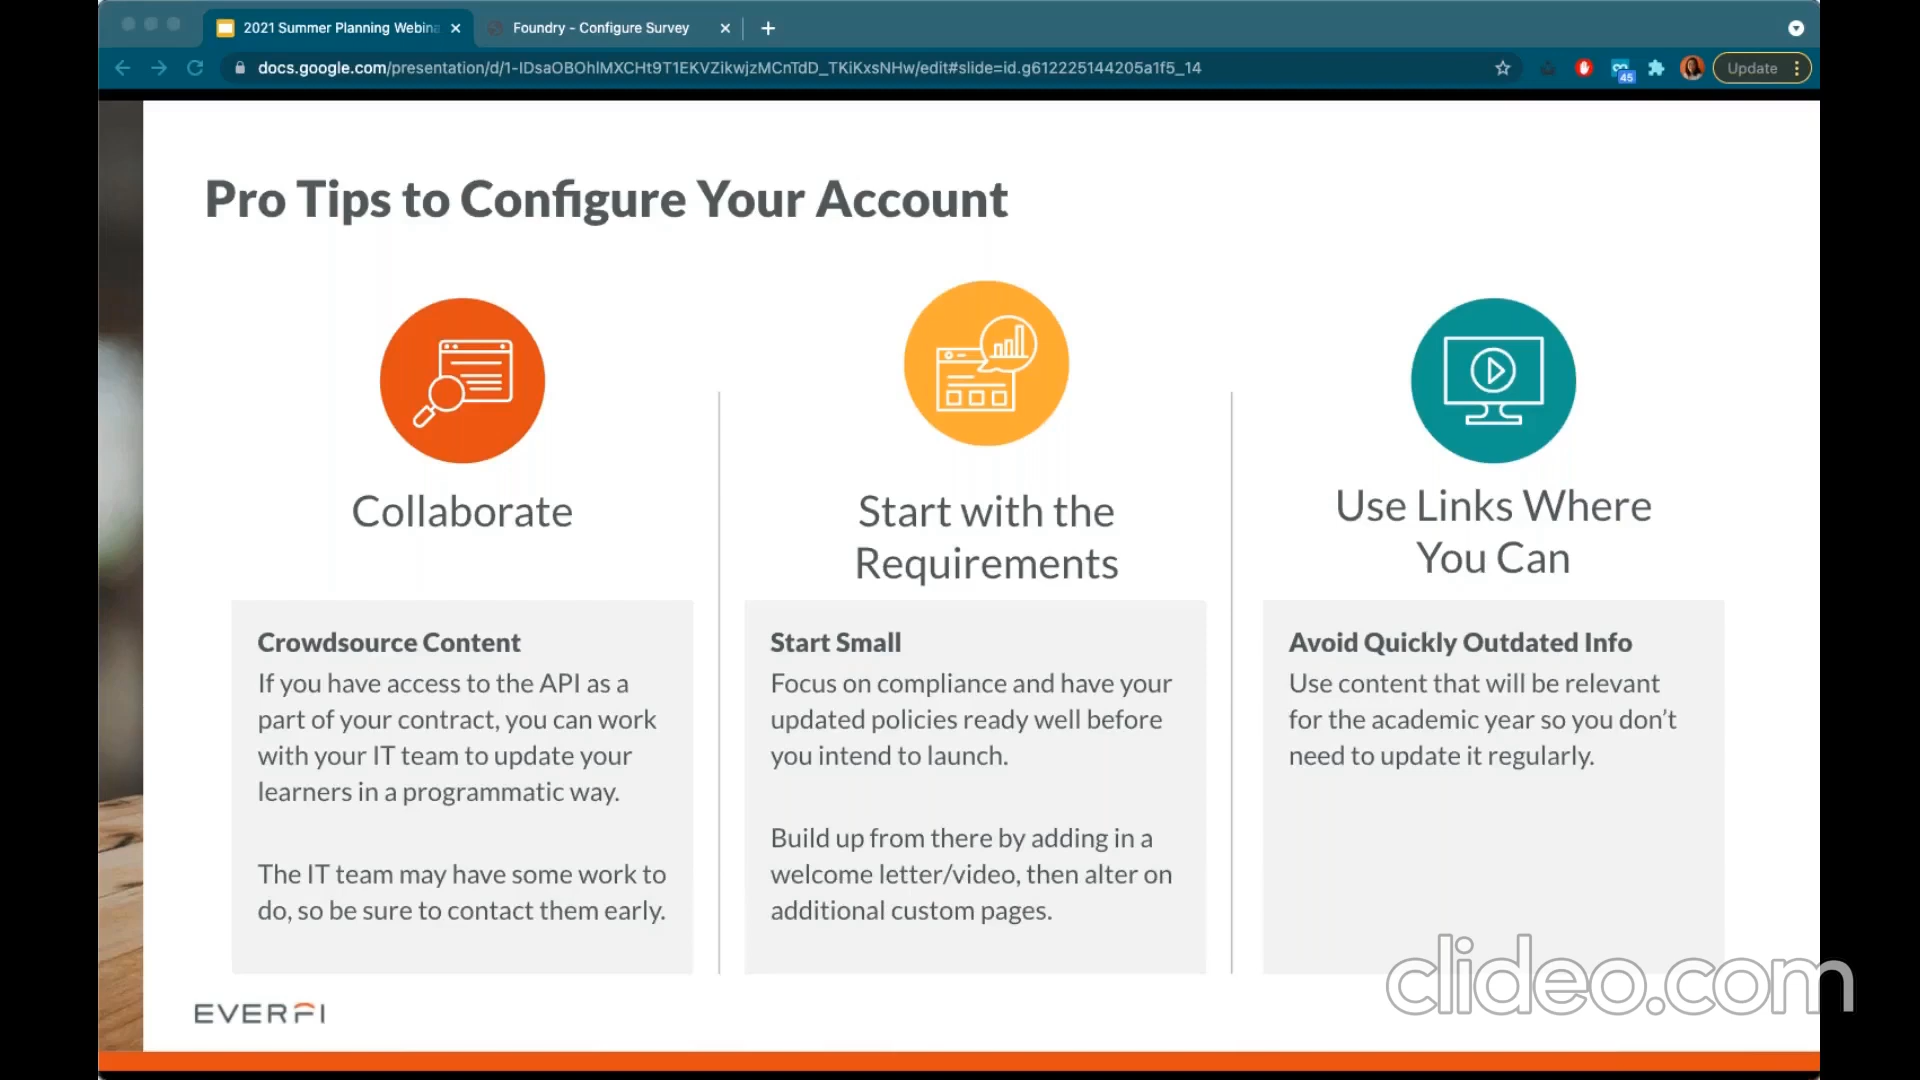 2021 Summer Planning Webina
Foundry - Configure Survey
docs.google.com/presentation/d/1-IDsaOBOhlMXCHt9T1EKVZikwjzMCnTdD_TKiKxsNHw/edit#slide=id.g612225144205a1f5_14
45
Update
Pro Tips to Configure Your Account
Collaborate
Crowdsource Content
If you have access to the API as a
part of your contract, you can work
with your IT team to update your
learners in a programmatic way.
The IT team may have some work to
do, so be sure to contact them early.
Start with the
Requirements
Start Small
Focus on compliance and have your
updated policies ready well before
you intend to launch.
Build up from there by adding in a
welcome letter/video, then alter on
additional custom pages.
Use Links Where
You Can
Avoid Quickly Outdated Info
Use content that will be relevant
for the academic year so you don’t
need to update it regularly.
EVERFI
clideo.com